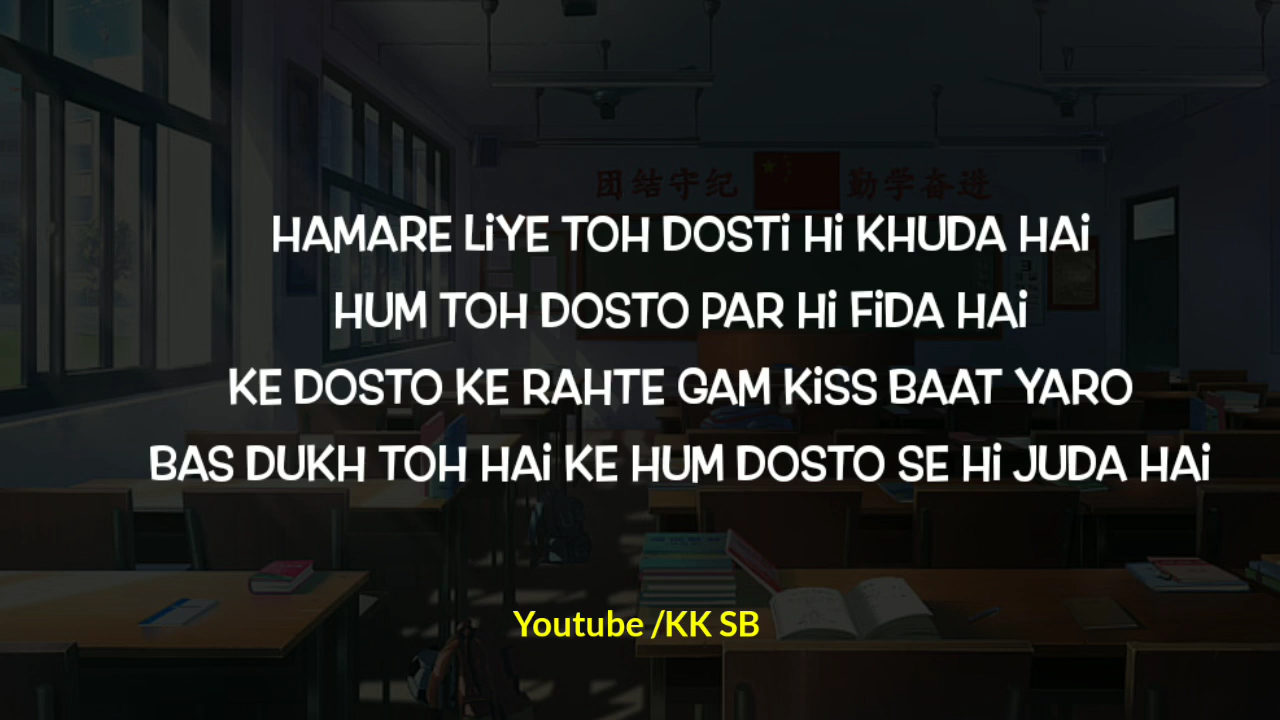 团结守纪 勤学奋进
HAMARE LiYE TOH DOSTi Hi KHUDA HAi
HUM TOH DOSTO PAR Hi FiDA HAi
KE DOSTO KE RAHTE GAM KiSS BAAT YARO
BAS DUKH TOH HAi KE HUM DOSTO SE Hi JUDA HAi
Youtube /KK SB